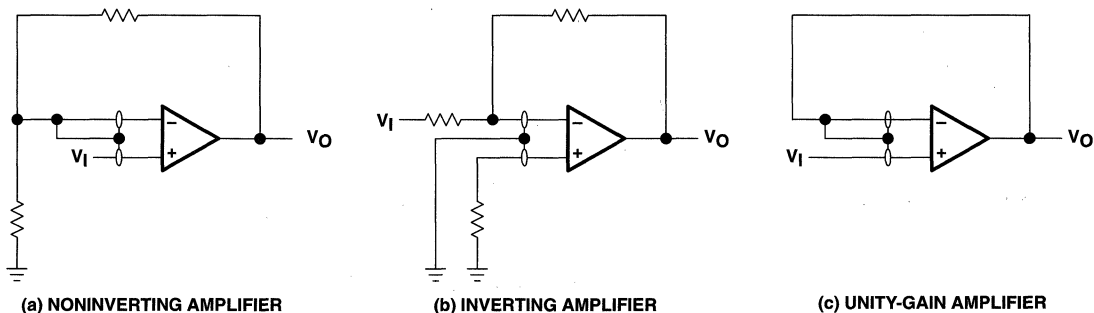 −
+
VI
VO
(a) NONINVERTING AMPLIFIER
VI
−
+
VO
(b) INVERTING AMPLIFIER
−
+
VI
VO
(c) UNITY-GAIN AMPLIFIER